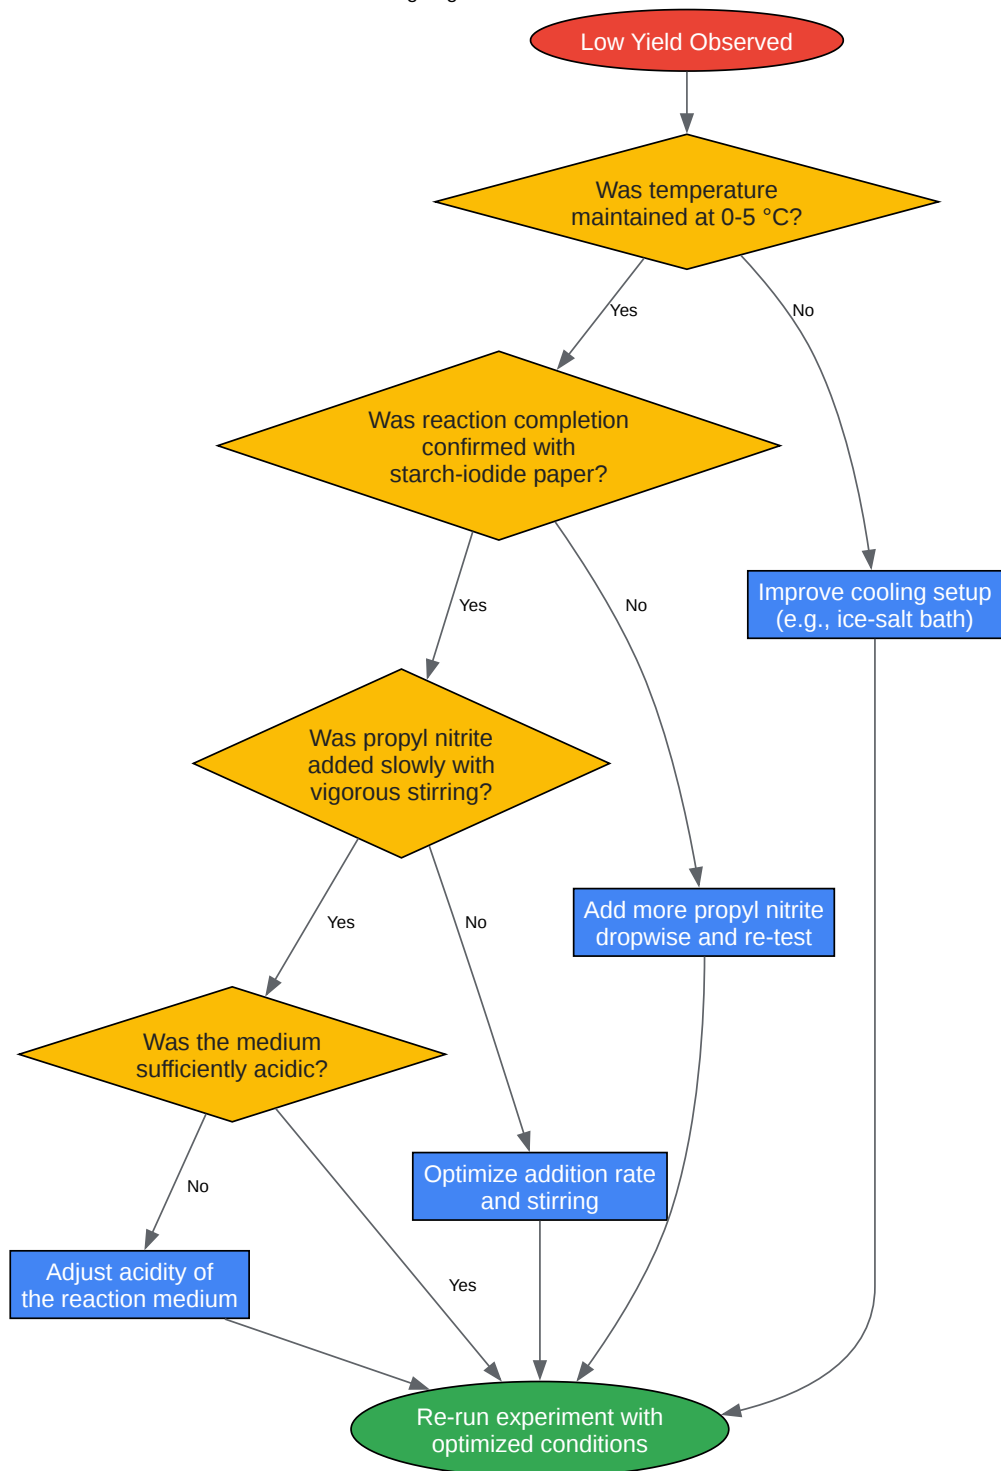 Low Yield Observed
Was temperature
maintained at 0-5 °C?
Yes
No
Was reaction completion
confirmed with
starch-iodide paper?
Improve cooling setup
(e.g., ice-salt bath)
Yes
No
Was propyl nitrite
added slowly with
vigorous stirring?
Add more propyl nitrite
dropwise and re-test
Yes
No
Was the medium
sufficiently acidic?
Optimize addition rate
and stirring
No
Adjust acidity of
the reaction medium
Yes
Re-run experiment with
optimized conditions